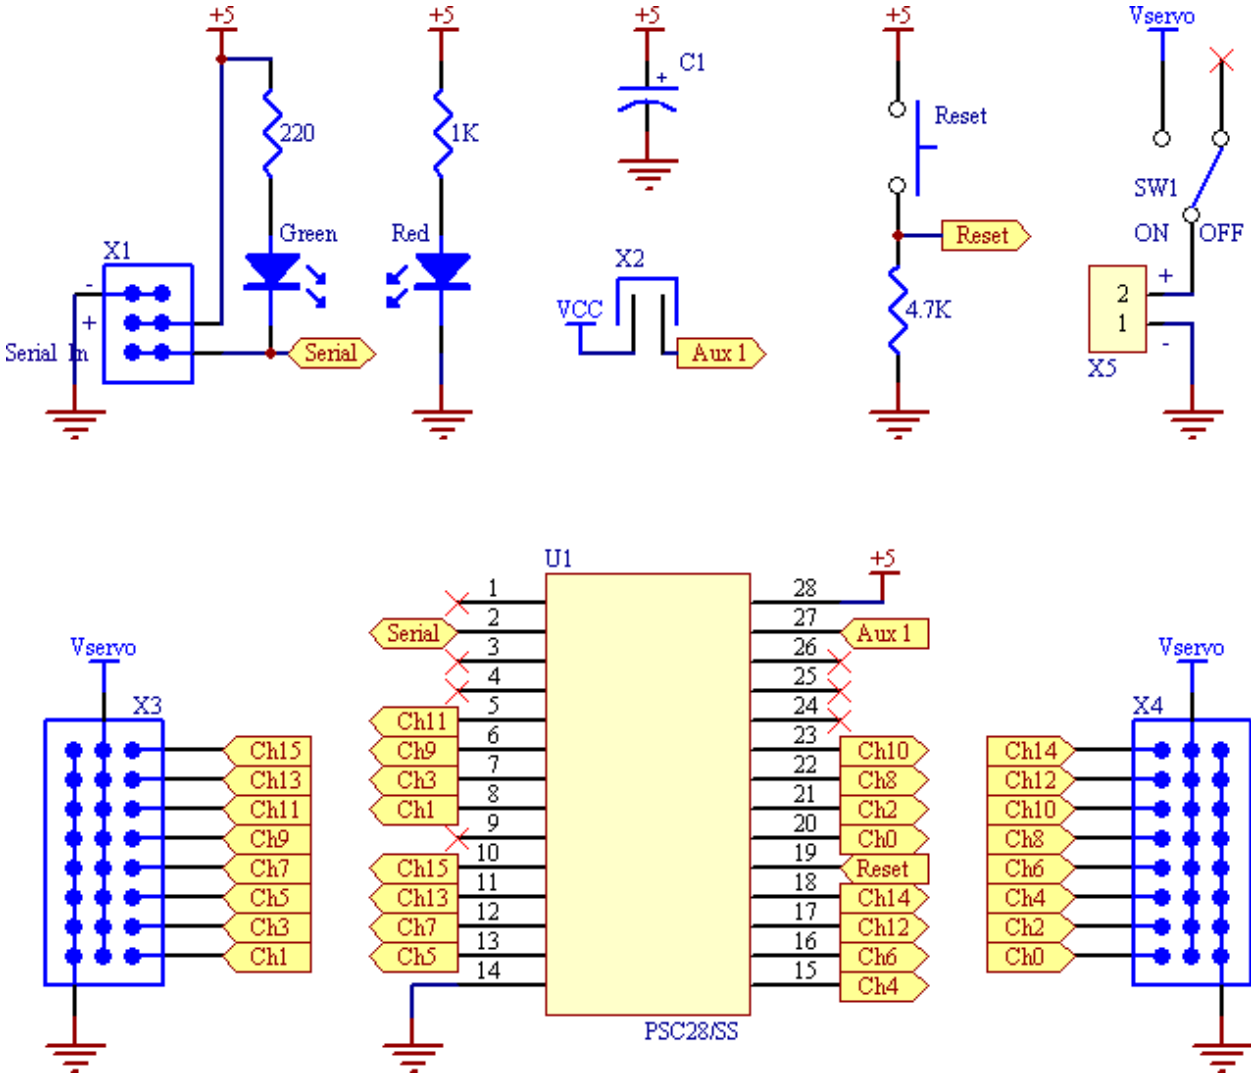 +5 +5 +5 +5 Vservo
C1
220 1K Reset
SW1
Green Red Reset ON OFF
X1 X2
- VCC 4.7K 2 +
+ 1
Serial In Serial Aux 1 -
X5
U1 +5
1 28
Serial 2 27 Aux 1
Vservo 3 26 Vservo
4 25
X3 5 24 X4
Ch11
Ch15 Ch9 6 23 Ch10 Ch14
Ch13 Ch3 7 22 Ch8 Ch12
Ch11 Ch1 8 21 Ch2 Ch10
Ch9 9 20 Ch0 Ch8
Ch7 Ch15 10 19 Reset Ch6
Ch5 Ch13 11 18 Ch14 Ch4
Ch3 Ch7 12 17 Ch12 Ch2
Ch1 Ch5 13 16 Ch6 Ch0
14 15 Ch4
PSC28/SS